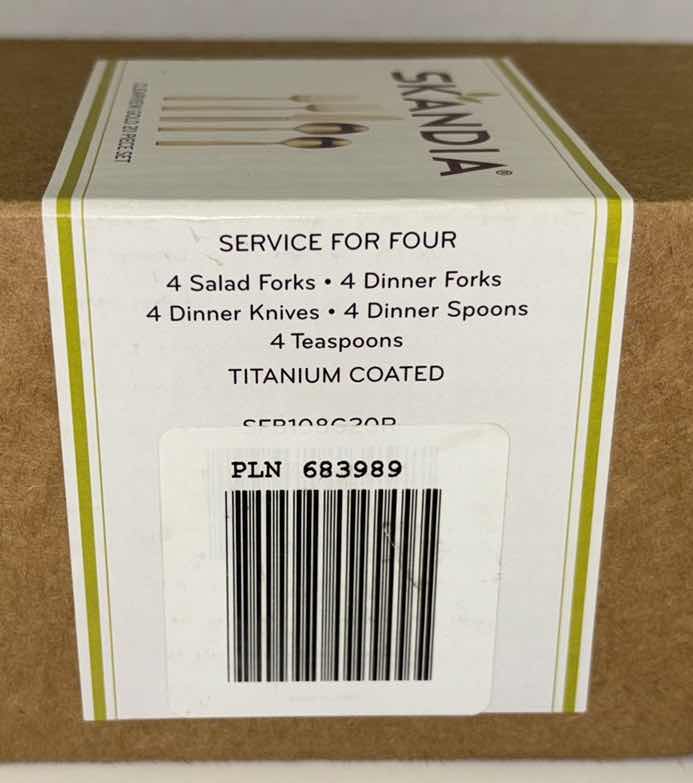 SKANDIA®
SERVICE FOR FOUR
4 Salad Forks • 4 Dinner Forks
4 Dinner Knives • 4 Dinner Spoons
4 Teaspoons
TITANIUM COATED
PLN 683989